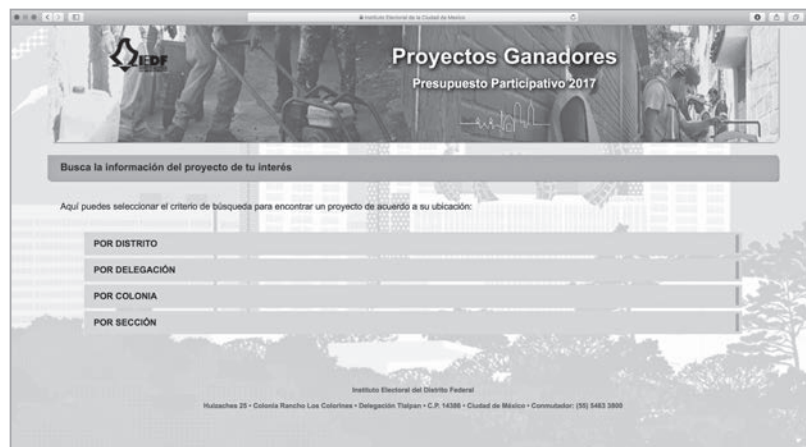 Instituto Electoral de la Ciudad de México
IEDF
Proyectos Ganadores
Presupuesto Participativo 2017
Busca la información del proyecto de tu interés
Aquí puedes seleccionar el criterio de búsqueda para encontrar un proyecto de acuerdo a su ubicación:
POR DISTRITO
POR DELEGACIÓN
POR COLONIA
POR SECCIÓN
Instituto Electoral del Distrito Federal
Huizaches 25 • Colonia Rancho Los Colorines • Delegación Tlalpan • C.P. 14386 • Ciudad de México • Conmutador: (55) 5483 3800